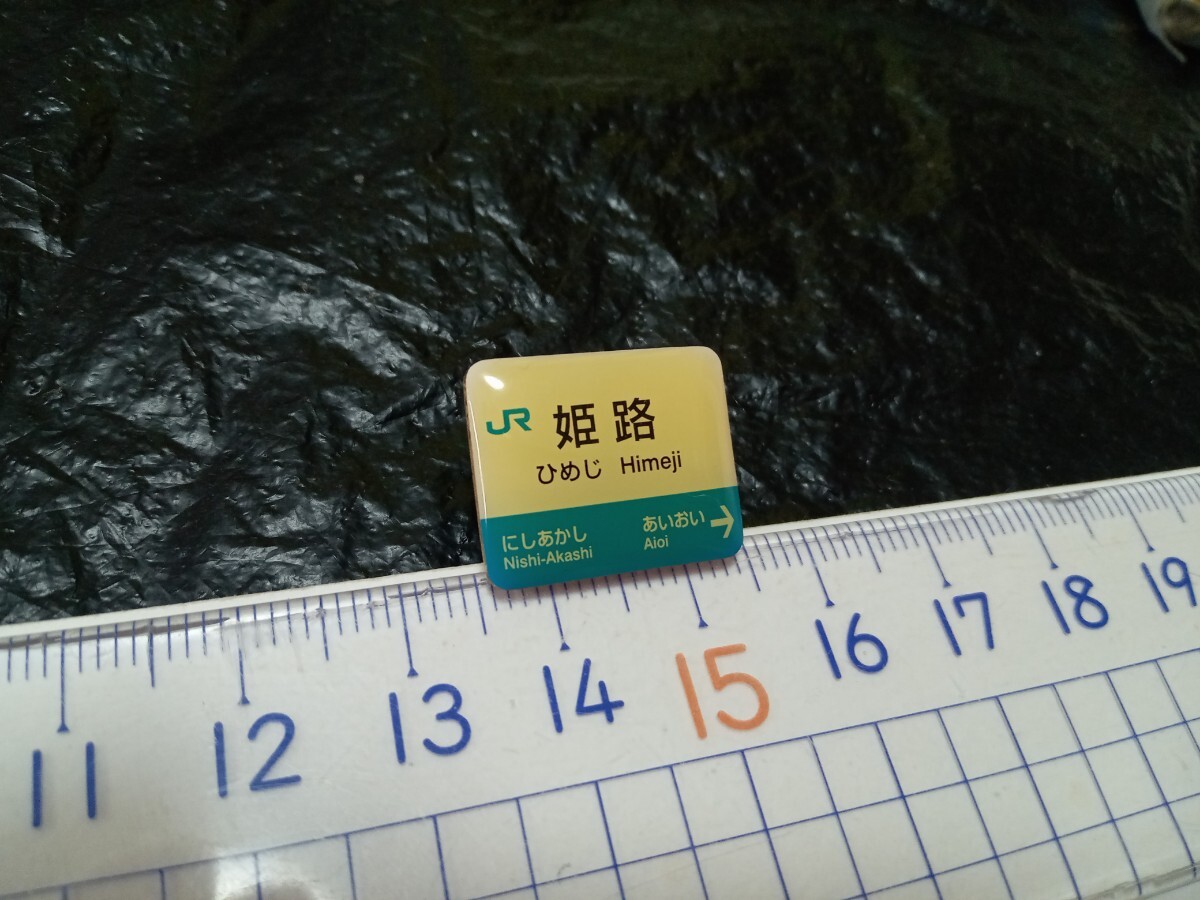 JR 姫路
ひめじ Himeji
にしあかし あいおい →
Nishi-Akashi Aioi
11 12 13 14 15 16 17 18 19